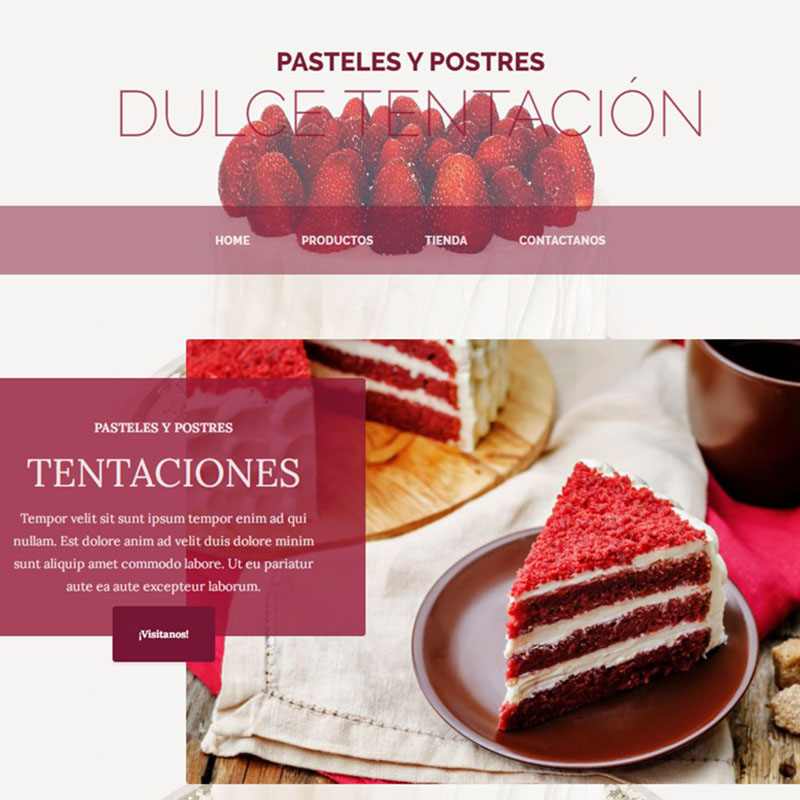 PASTELES Y POSTRES
DULCE TENTACIÓN
HOME PRODUCTOS TIENDA CONTACTANOS
PASTELES Y POSTRES
TENTACIONES
Tempor velit sit sunt ipsum tempor enim ad qui
nullam. Est dolore anim ad velit duis dolore minim
sunt aliquip amet commodo labore. Ut eu pariatur
aute ea aute excepteur laborum.
¡Visitanos!